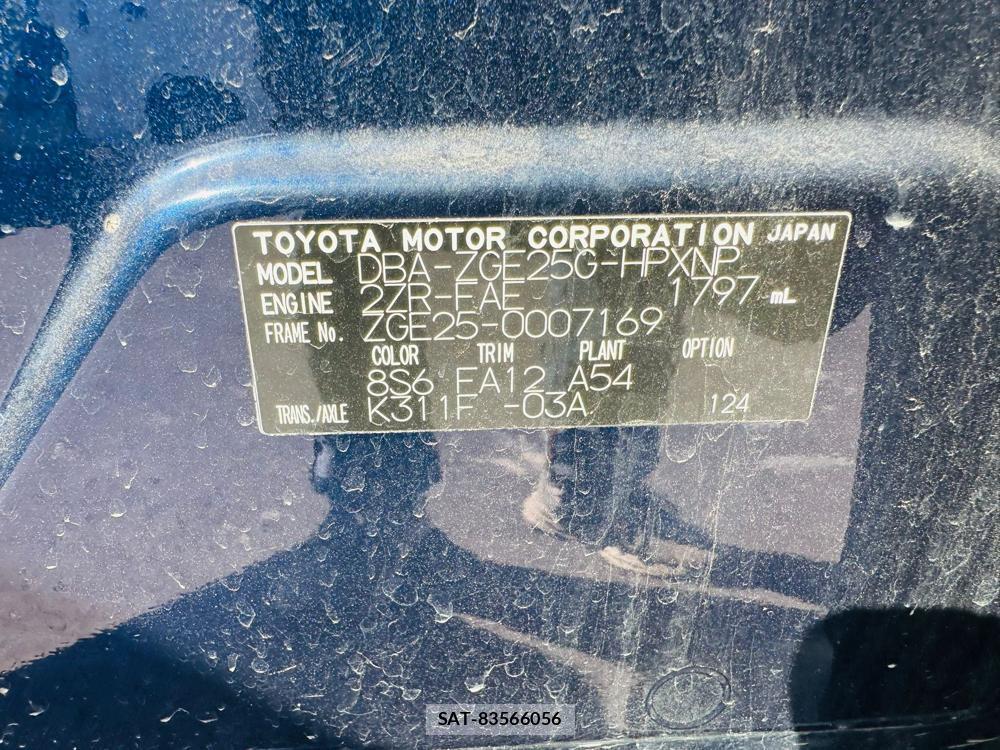 TOYOTA MOTOR CORPORATION JAPAN
MODEL DBA-ZGE25G-HPXNP
ENGINE 2ZR-FAE 1797 mL
FRAME No. ZGE25-0007169
COLOR TRIM PLANT OPTION
8S6 FA12 A54
TRANS./AXLE K311F -03A 124
SAT-83566056